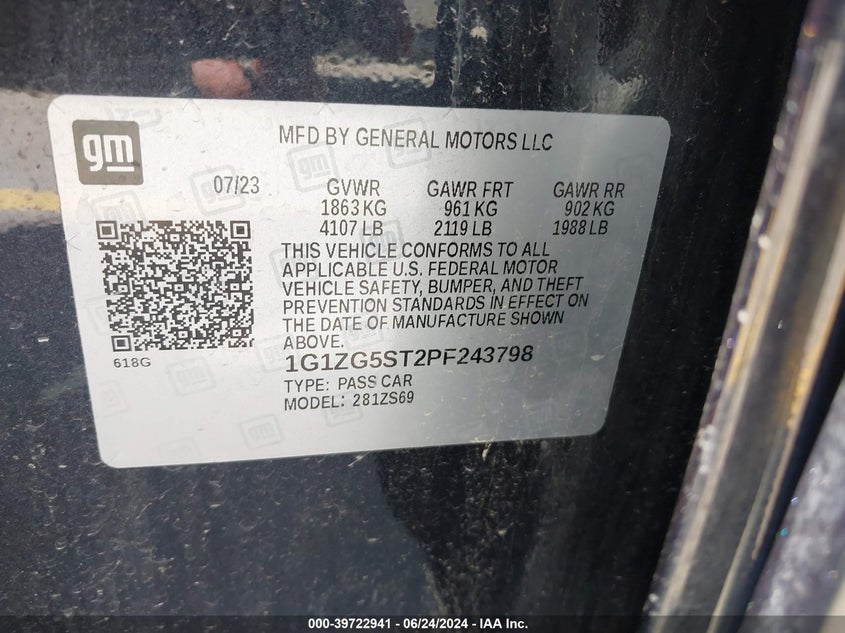 gm
MFD BY GENERAL MOTORS LLC
07/23 GVWR GAWR FRT GAWR RR
1863 KG 961 KG 902 KG
4107 LB 2119 LB 1988 LB
THIS VEHICLE CONFORMS TO ALL
APPLICABLE U.S. FEDERAL MOTOR
VEHICLE SAFETY, BUMPER, AND THEFT
PREVENTION STANDARDS IN EFFECT ON
THE DATE OF MANUFACTURE SHOWN
ABOVE.
618G
1G1ZG5ST2PF243798
TYPE: PASS CAR
MODEL: 281ZS69
000-39722941 - 06/24/2024 - IAA Inc.